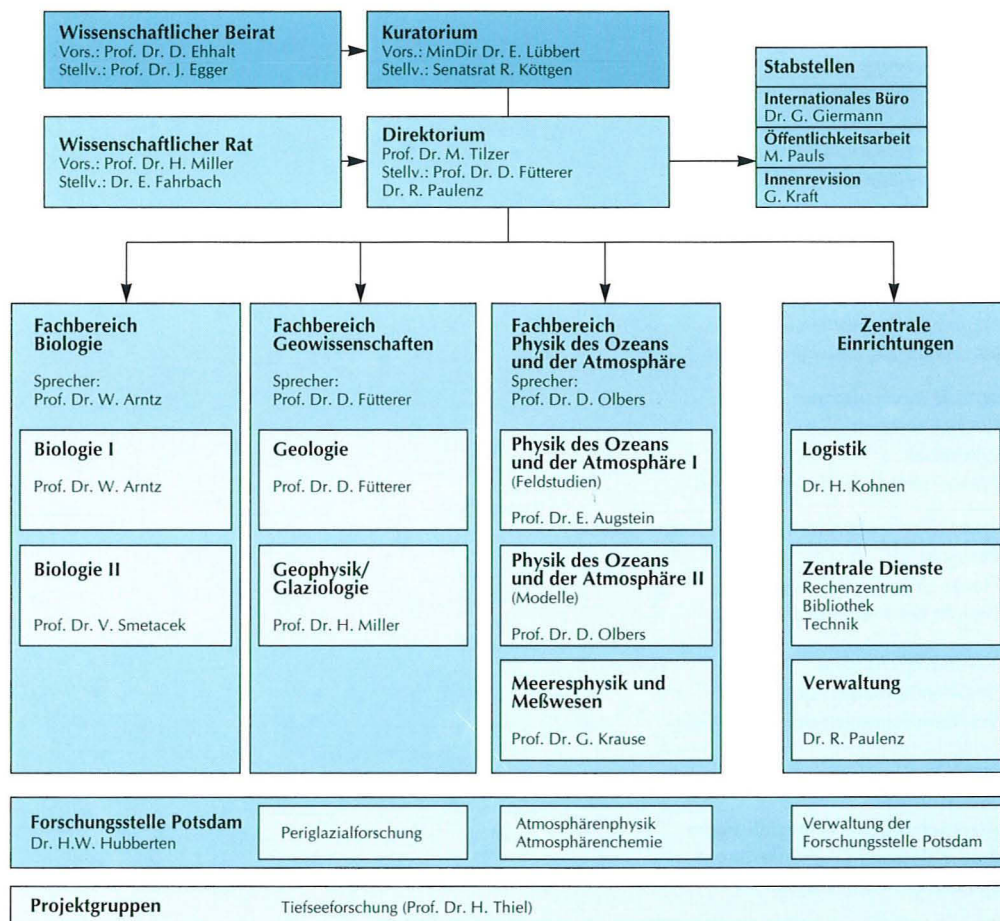 Wissenschaftlicher Beirat
Vors.: Prof. Dr. D. Ehhalt
Stellv.: Prof. Dr. J. Egger
Kuratorium
Vors.: MinDir Dr. E. Lübbert
Stellv.: Senatsrat R. Köttgen
Stabstellen
Internationales Büro
Dr. G. Giermann
Öffentlichkeitsarbeit
M. Pauls
Innenrevision
G. Kraft
Wissenschaftlicher Rat
Vors.: Prof. Dr. H. Miller
Stellv.: Dr. E. Fahrbach
Direktorium
Prof. Dr. M. Tilzer
Stellv.: Prof. Dr. D. Fütterer
Dr. R. Paulenz
Fachbereich
Biologie
Sprecher:
Prof. Dr. W. Arntz
Biologie I
Prof. Dr. W. Arntz
Biologie II
Prof. Dr. V. Smetacek
Fachbereich
Geowissenschaften
Sprecher:
Prof. Dr. D. Fütterer
Geologie
Prof. Dr. D. Fütterer
Geophysik/
Glaziologie
Prof. Dr. H. Miller
Fachbereich
Physik des Ozeans
und der Atmosphäre
Sprecher:
Prof. Dr. D. Olbers
Physik des Ozeans
und der Atmosphäre I
(Feldstudien)
Prof. Dr. E. Augstein
Physik des Ozeans
und der Atmosphäre II
(Modelle)
Prof. Dr. D. Olbers
Meeresphysik und
Meßwesen
Prof. Dr. G. Krause
Zentrale
Einrichtungen
Logistik
Dr. H. Kohnen
Zentrale Dienste
Rechenzentrum
Bibliothek
Technik
Verwaltung
Dr. R. Paulenz
Forschungsstelle Potsdam
Dr. H.W. Hubberten
Periglazialforschung
Atmosphärenphysik
Atmosphärenchemie
Verwaltung der
Forschungsstelle Potsdam
Projektgruppen
Tiefseeforschung (Prof. Dr. H. Thiel)